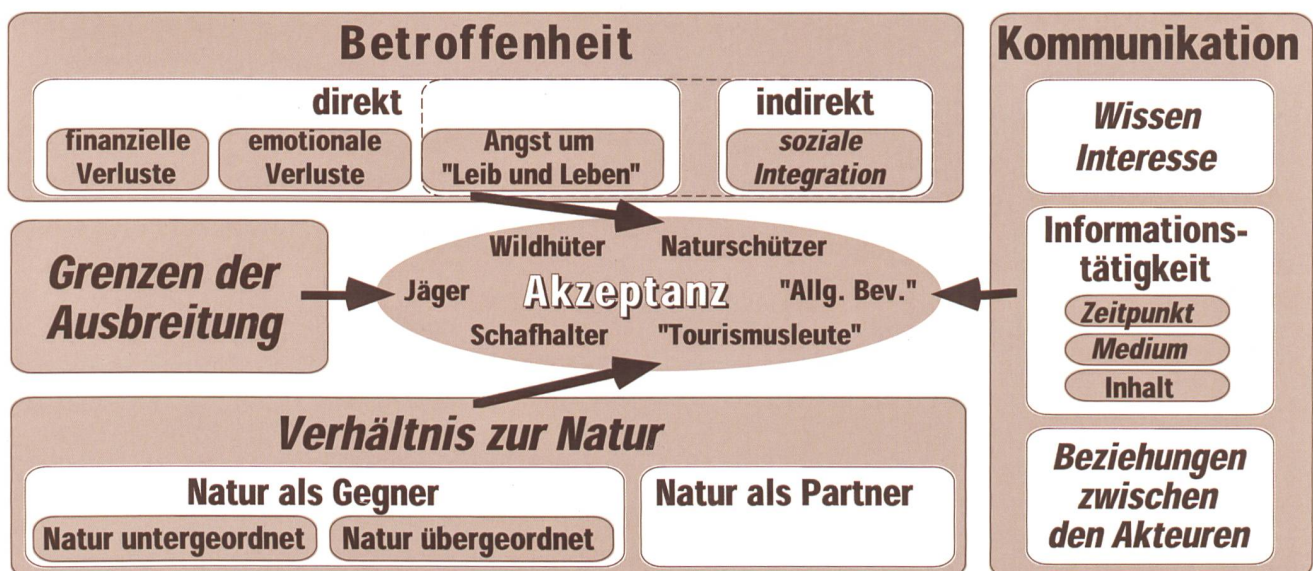 Betroffenheit
direkt
finanzielle
Verluste
emotionale
Verluste
Angst um
"Leib und Leben"
indirekt
soziale
Integration
Grenzen der
Ausbreitung
Wildhüter
Naturschützer
Jäger
Akzeptanz
"Allg. Bev."
Schafhalter
"Tourismusleute"
Verhältnis zur Natur
Natur als Gegner
Natur untergeordnet
Natur übergeordnet
Natur als Partner
Kommunikation
Wissen
Interesse
Informations-
tätigkeit
Zeitpunkt
Medium
Inhalt
Beziehungen
zwischen
den Akteuren